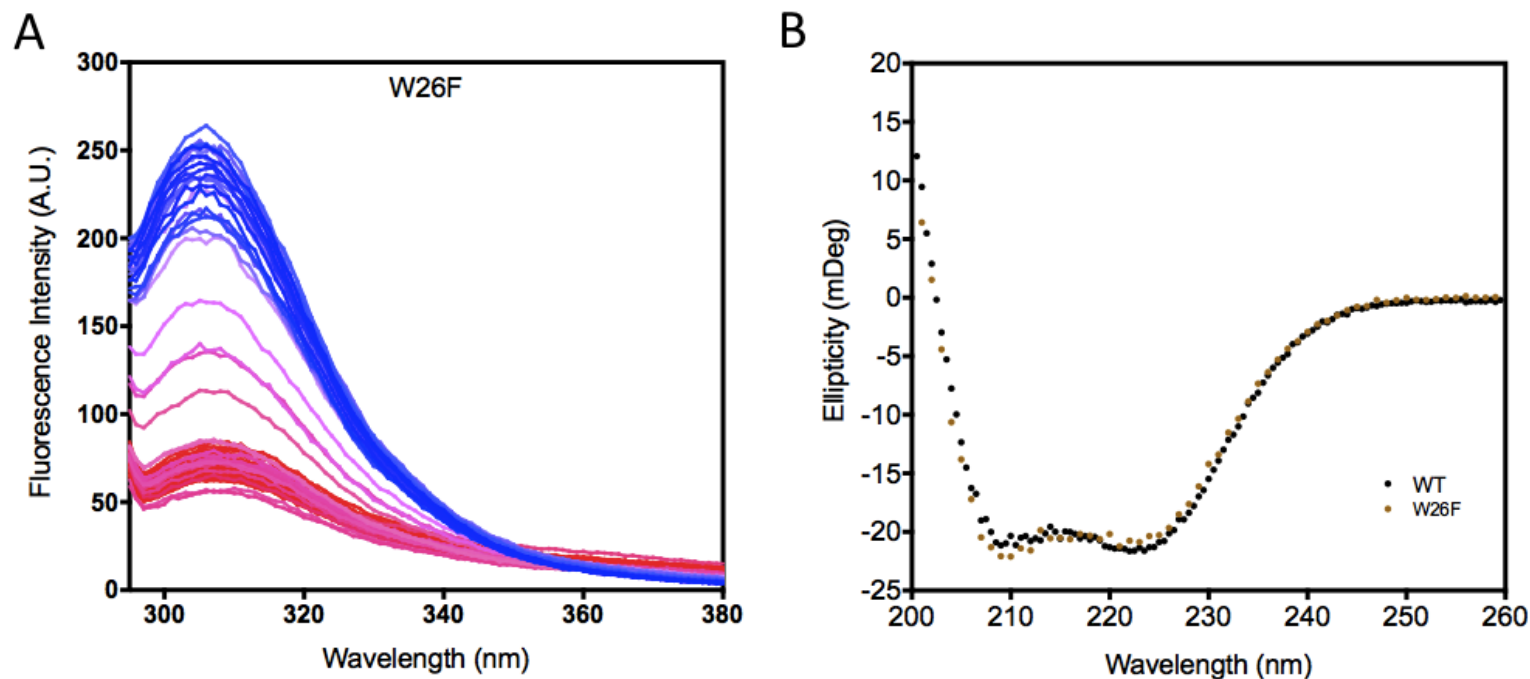 A
W26F
300
250
200
150
100
50
0
Fluorescence Intensity (A.U.)
300 320 340 360 380
Wavelength (nm)
B
20
15
10
5
0
-5
-10
-15
-20
-25
Ellipticity (mDeg)
WT
W26F
200 210 220 230 240 250 260
Wavelength (nm)